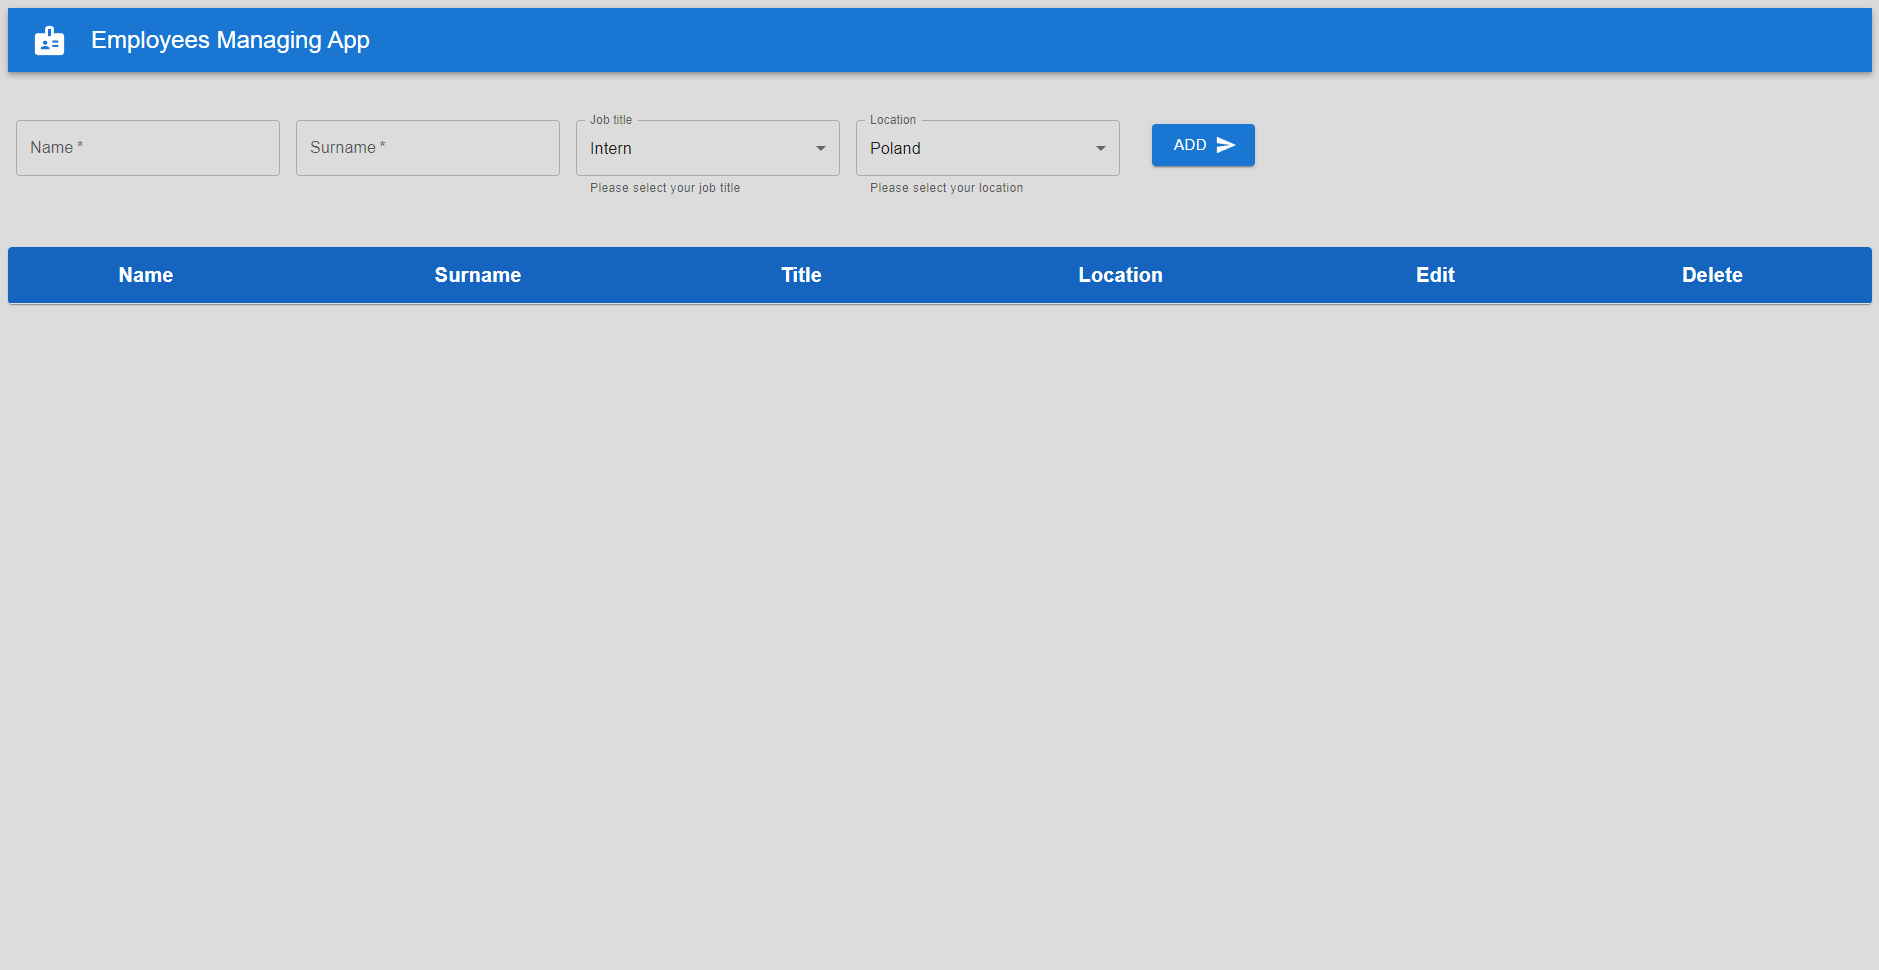 Employees Managing App
Name *
Surname *
Job title
Intern
Please select your job title
Location
Poland
Please select your location
ADD
Name Surname Title Location Edit Delete